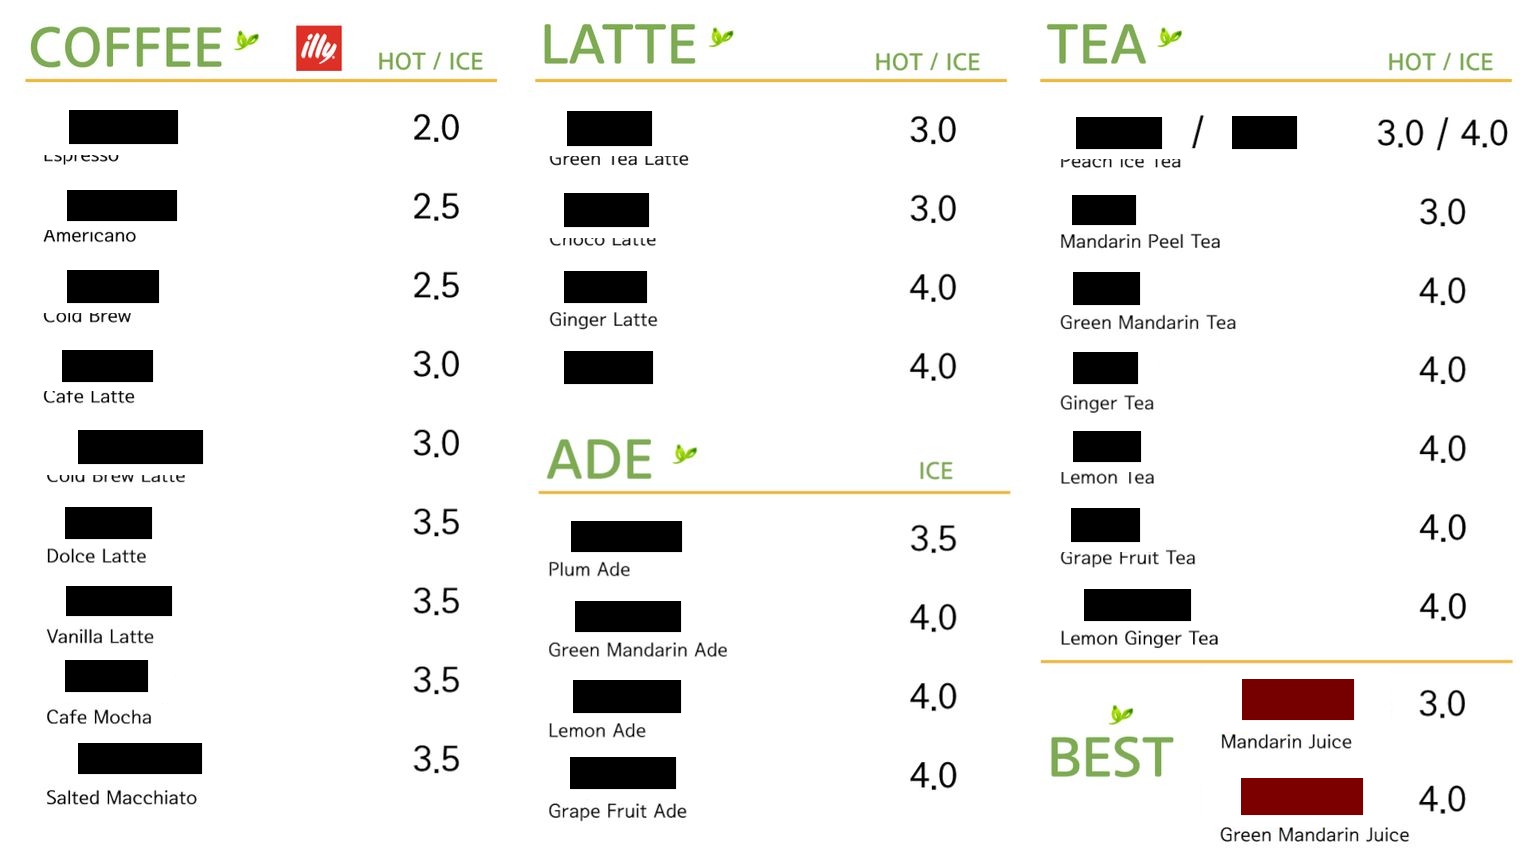 COFFEE
illy
HOT / ICE
2.0
Espresso
2.5
Americano
2.5
Cold Brew
3.0
Cafe Latte
3.0
Cold Brew Latte
3.5
Dolce Latte
3.5
Vanilla Latte
3.5
Cafe Mocha
3.5
Salted Macchiato
LATTE
HOT / ICE
3.0
Green Tea Latte
3.0
Choco Latte
4.0
Ginger Latte
4.0
ADE
ICE
3.5
Plum Ade
4.0
Green Mandarin Ade
4.0
Lemon Ade
4.0
Grape Fruit Ade
TEA
HOT / ICE
/ 3.0 / 4.0
Peach Ice Tea
3.0
Mandarin Peel Tea
4.0
Green Mandarin Tea
4.0
Ginger Tea
4.0
Lemon Tea
4.0
Grape Fruit Tea
4.0
Lemon Ginger Tea
BEST
3.0
Mandarin Juice
4.0
Green Mandarin Juice